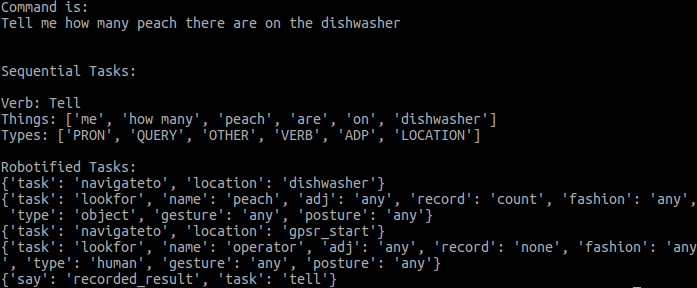 Command is:
Tell me how many peach there are on the dishwasher
Sequential Tasks:
Verb: Tell
Things: ['me', 'how many', 'peach', 'are', 'on', 'dishwasher']
Types: ['PRON', 'QUERY', 'OTHER', 'VERB', 'ADP', 'LOCATION']
Robotified Tasks:
{'task': 'navigateto', 'location': 'dishwasher'}
{'task': 'lookfor', 'name': 'peach', 'adj': 'any', 'record': 'count', 'fashion': 'any',
 'type': 'object', 'gesture': 'any', 'posture': 'any'}
{'task': 'navigateto', 'location': 'gpsr_start'}
{'task': 'lookfor', 'name': 'operator', 'adj': 'any', 'record': 'none', 'fashion': 'any'
, 'type': 'human', 'gesture': 'any', 'posture': 'any'}
{'say': 'recorded_result', 'task': 'tell'}